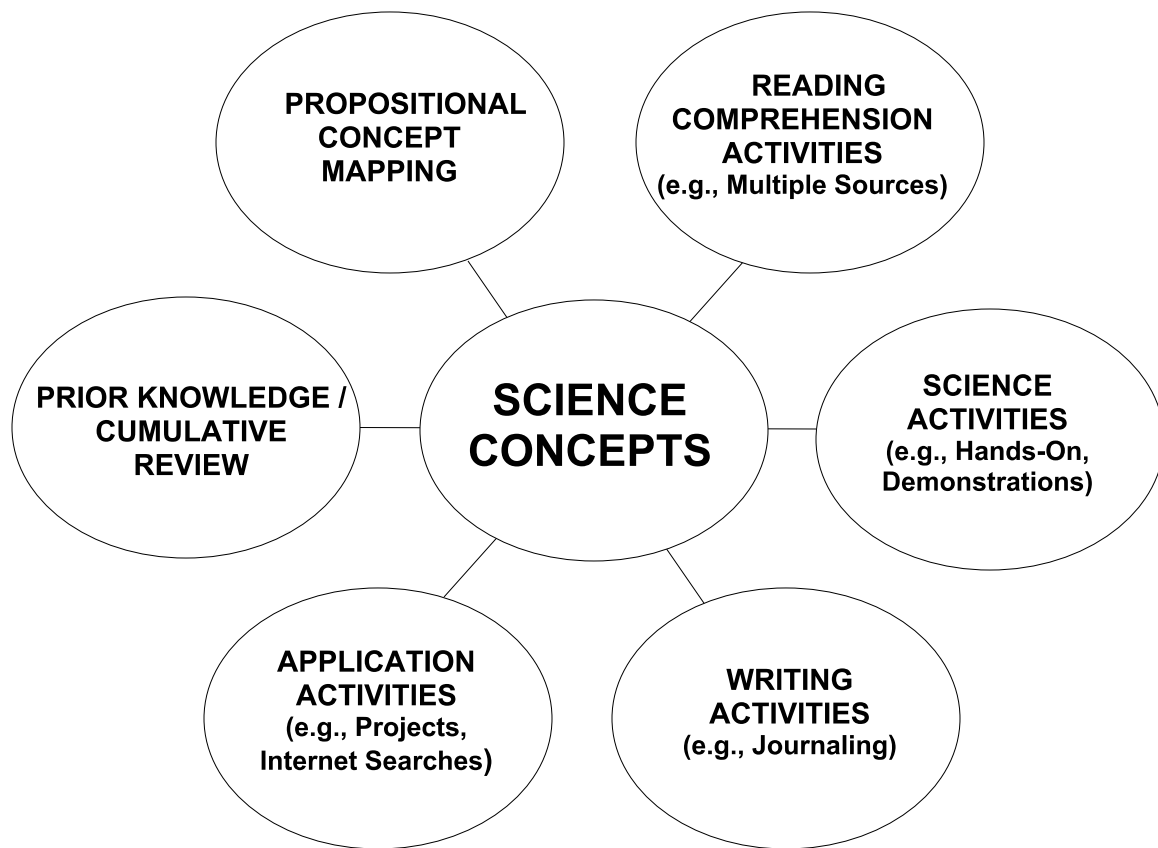 PROPOSITIONAL
CONCEPT
MAPPING
READING
COMPREHENSION
ACTIVITIES
(e.g., Multiple Sources)
PRIOR KNOWLEDGE /
CUMULATIVE
REVIEW
SCIENCE
CONCEPTS
SCIENCE
ACTIVITIES
(e.g., Hands-On,
Demonstrations)
APPLICATION
ACTIVITIES
(e.g., Projects,
Internet Searches)
WRITING
ACTIVITIES
(e.g., Journaling)